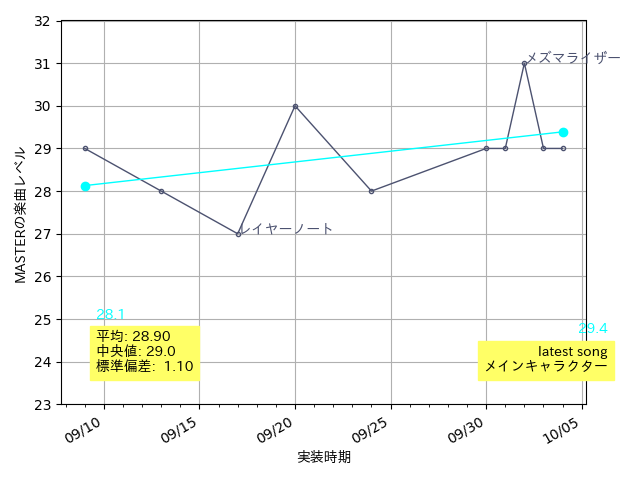 32
31
30
29
28
27
26
25
24
23
MASTERの楽曲レベル
メズマライザー
レイヤーノート
28.1
平均: 28.90
中央値: 29.0
標準偏差: 1.10
29.4
latest song
メインキャラクター
09/10
09/15
09/20
09/25
09/30
10/05
実装時期